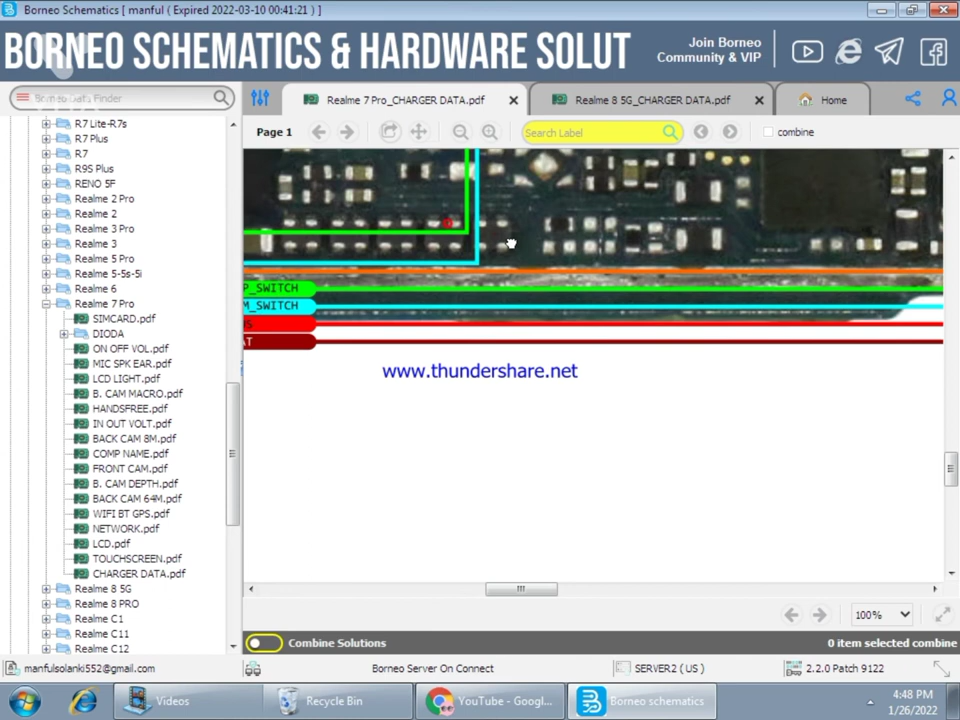 Borneo Schematics [ manful ( Expired 2022-03-10 00:41:21 ) ]
BORNEO SCHEMATICS & HARDWARE SOLUT
Join Borneo
Community & VIP
Borneo Data Finder
Realme 7 Pro_CHARGER DATA.pdf
Realme 8 5G_CHARGER DATA.pdf
Home
Page 1
Search Label
combine
R7 Lite-R7s
R7 Plus
R7
R9S Plus
RENO 5F
Realme 2 Pro
Realme 2
Realme 3 Pro
Realme 3
Realme 5 Pro
Realme 5-5s-5i
Realme 6
Realme 7 Pro
SIMCARD.pdf
DIODA
ON OFF VOL.pdf
MIC SPK EAR.pdf
LCD LIGHT.pdf
B. CAM MACRO.pdf
HANDSFREE.pdf
IN OUT VOLT.pdf
BACK CAM 8M.pdf
COMP NAME.pdf
FRONT CAM.pdf
B. CAM DEPTH.pdf
BACK CAM 64M.pdf
WIFI BT GPS.pdf
NETWORK.pdf
LCD.pdf
TOUCHSCREEN.pdf
CHARGER DATA.pdf
Realme 8 5G
Realme 8 PRO
Realme C1
Realme C11
Realme C12
P_SWITCH
M_SWITCH
www.thundershare.net
100%
Combine Solutions
0 item selected combine
manfulsolanki552@gmail.com
Borneo Server On Connect
SERVER2 ( US )
2.2.0 Patch 9122
Videos
Recycle Bin
YouTube - Googl...
Borneo schematics
4:48 PM
1/26/2022